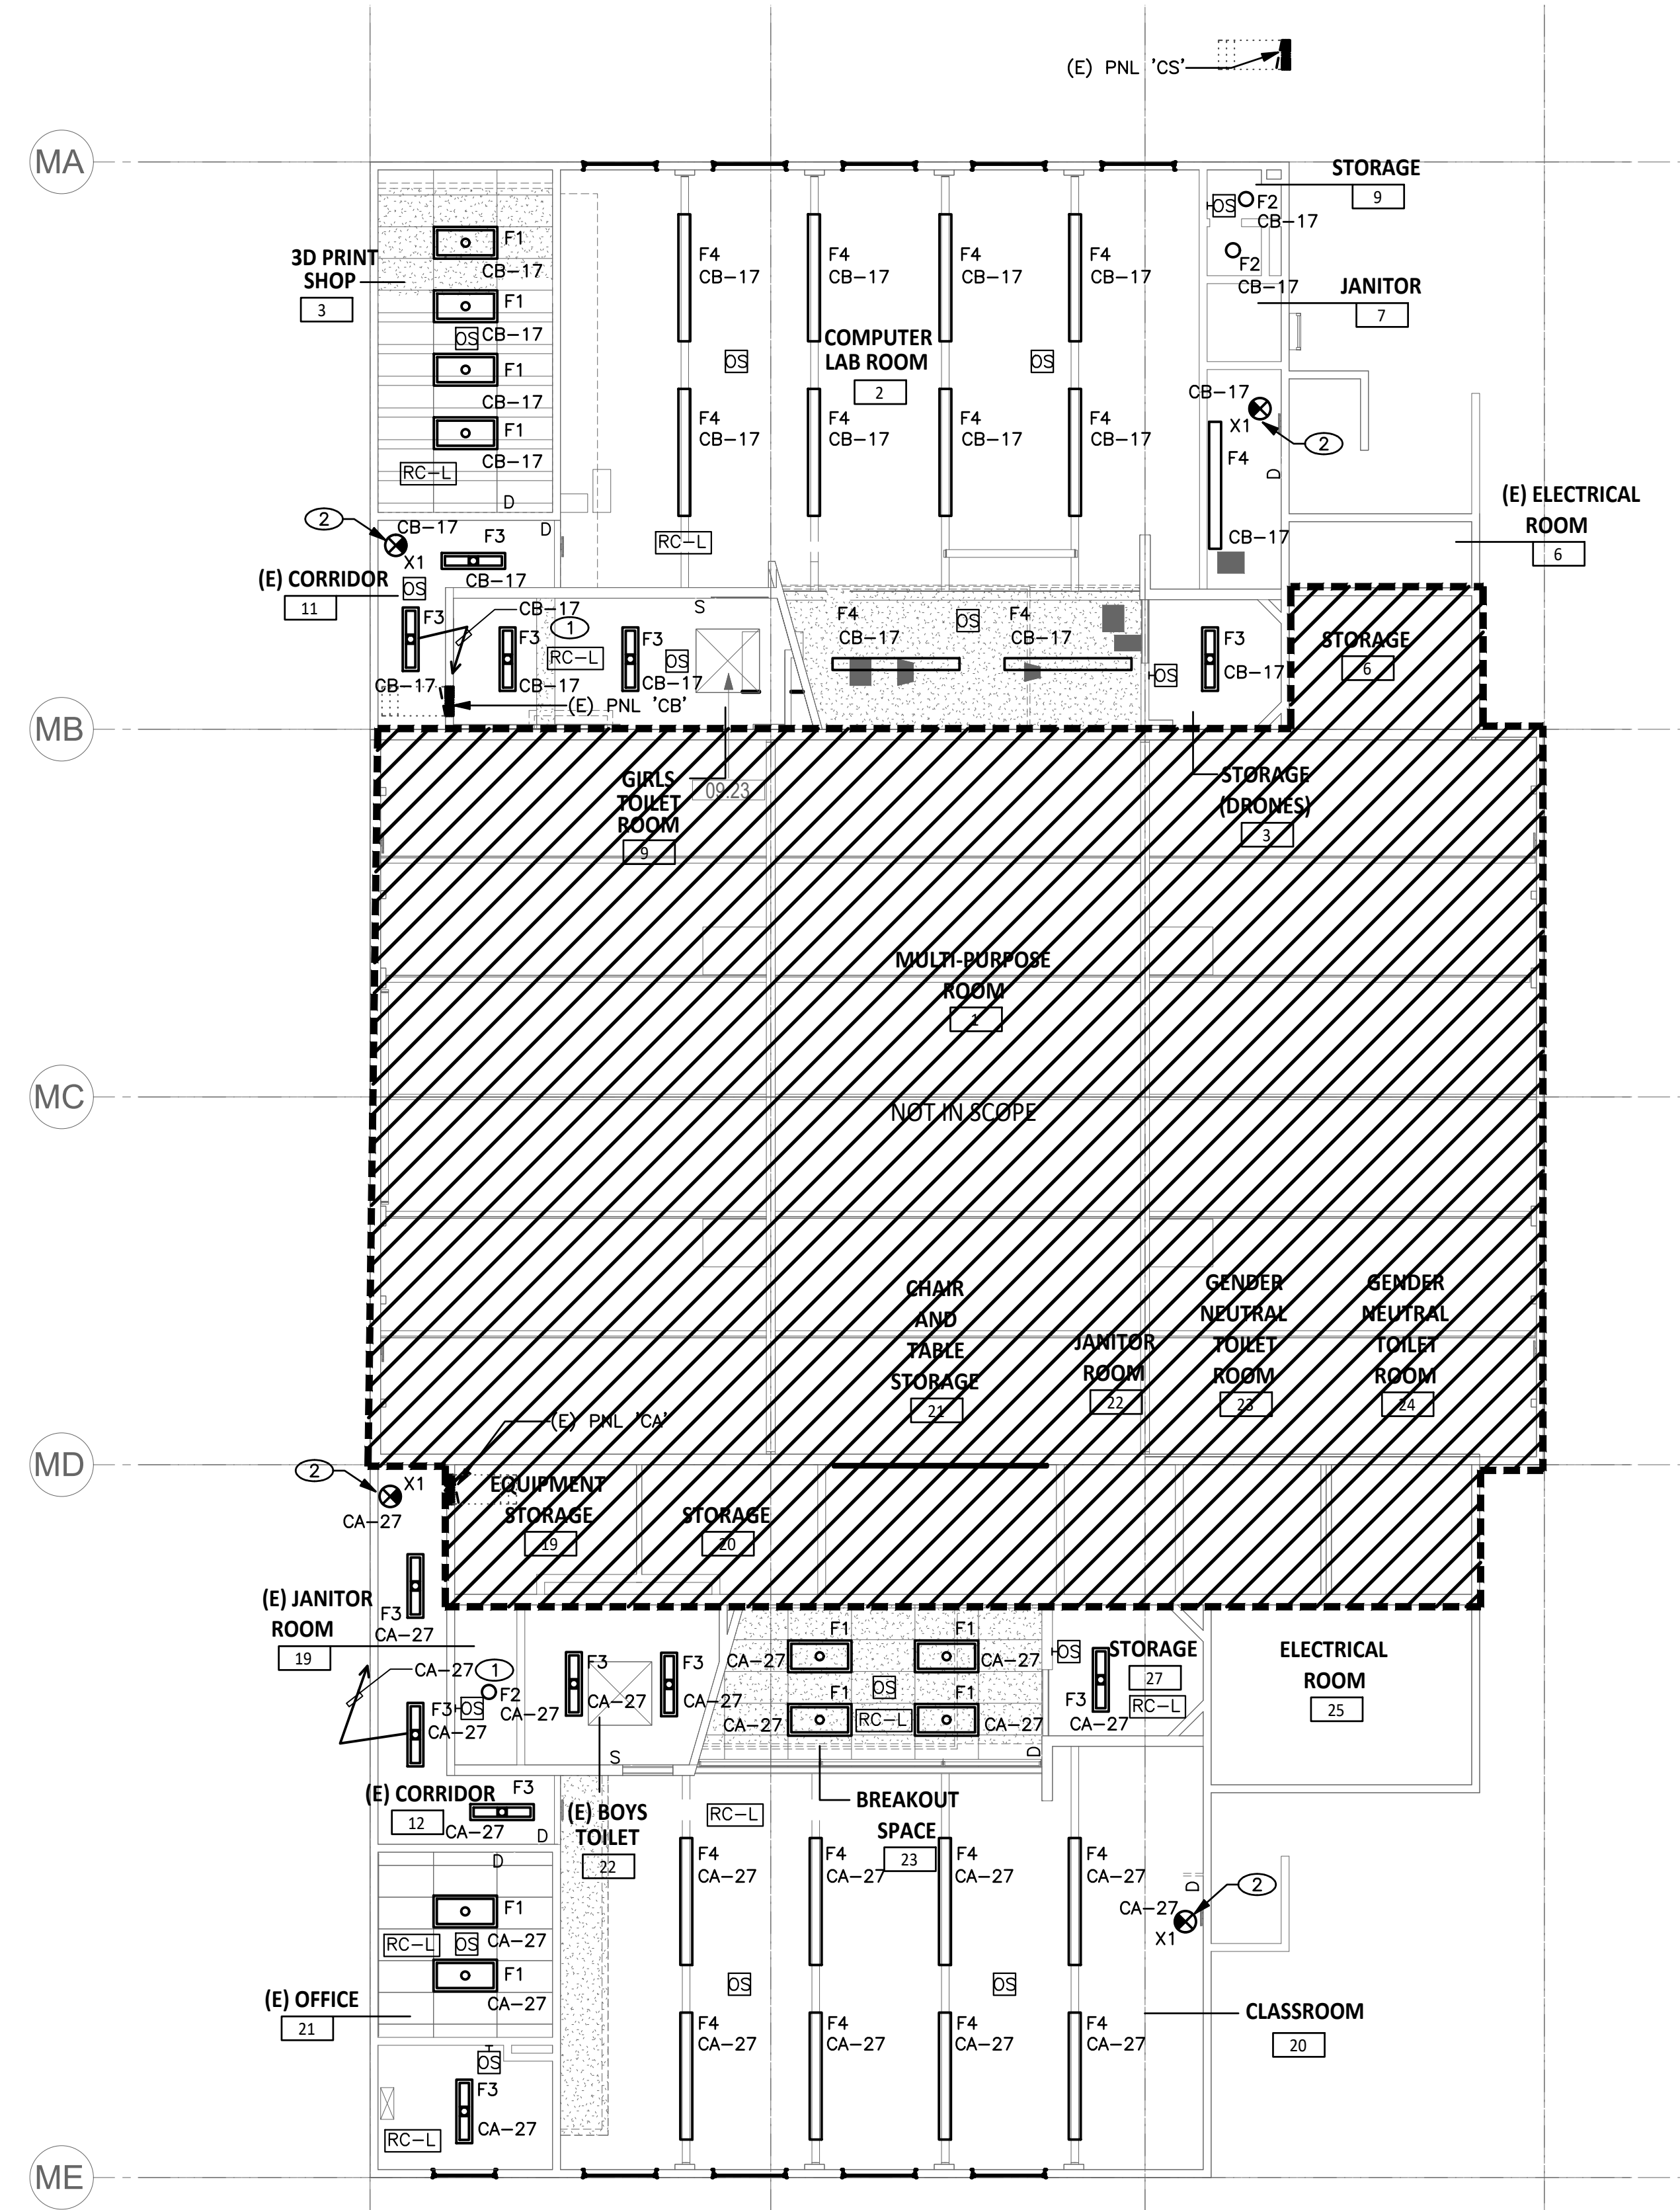 (E) PNL 'CS'
MA
STORAGE
9
OS
F2
CB-17
F1
CB-17
3D PRINT
SHOP
3
F4
CB-17
F4
CB-17
F4
CB-17
F4
CB-17
F2
CB-17
JANITOR
7
F1
OS
CB-17
COMPUTER
LAB ROOM
2
OS
OS
F1
CB-17
F4
CB-17
F4
CB-17
F4
CB-17
F4
CB-17
CB-17
X1
2
F4
D
F1
CB-17
RC-L
D
(E) ELECTRICAL
ROOM
6
2
CB-17
D
F3
X1
CB-17
RC-L
CB-17
(E) CORRIDOR
11
OS
F3
CB-17
1
S
F3
RC-L
F3
OS
CB-17
CB-17
CB-17
F4
CB-17
OS
F4
CB-17
F3
OS
CB-17
STORAGE
6
(E) PNL 'CB'
MB
GIRLS
TOILET
ROOM
9
09.23
STORAGE
(DRONES)
3
MULTI-PURPOSE
ROOM
1
MC
NOT IN SCOPE
CHAIR
AND
TABLE
STORAGE
21
JANITOR
ROOM
22
GENDER
NEUTRAL
TOILET
ROOM
23
GENDER
NEUTRAL
TOILET
ROOM
24
(E) PNL 'CA'
MD
2
X1
CA-27
EQUIPMENT
STORAGE
19
STORAGE
20
(E) JANITOR
ROOM
19
F3
CA-27
CA-27
1
F3
OS
F2
CA-27
CA-27
F3
CA-27
F3
CA-27
F1
CA-27
F1
CA-27
OS
F1
CA-27
RC-L
F1
CA-27
D
OS
STORAGE
27
RC-L
F3
CA-27
ELECTRICAL
ROOM
25
S
(E) CORRIDOR
12
F3
CA-27
D
(E) BOYS
TOILET
22
RC-L
BREAKOUT
SPACE
23
D
F1
CA-27
RC-L
OS
F1
CA-27
F4
CA-27
F4
CA-27
F4
CA-27
F4
CA-27
D
CA-27
X1
2
OS
OS
(E) OFFICE
21
F4
CA-27
F4
CA-27
F4
CA-27
F4
CA-27
CLASSROOM
20
OS
F3
CA-27
RC-L
ME